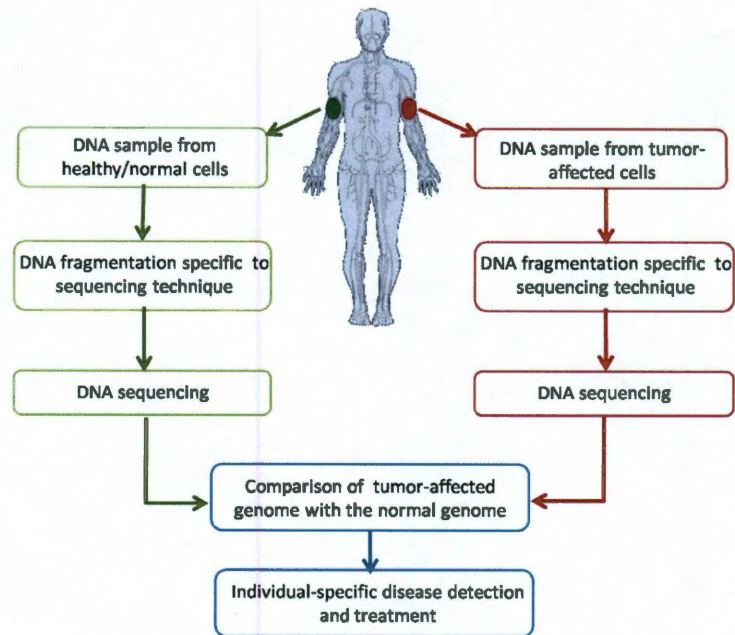 DNA sample from
healthy/normal cells
DNA sample from tumor-
affected cells
DNA fragmentation specific to
sequencing technique
DNA fragmentation specific to
sequencing technique
DNA sequencing
DNA sequencing
Comparison of tumor-affected
genome with the normal genome
Individual-specific disease detection
and treatment